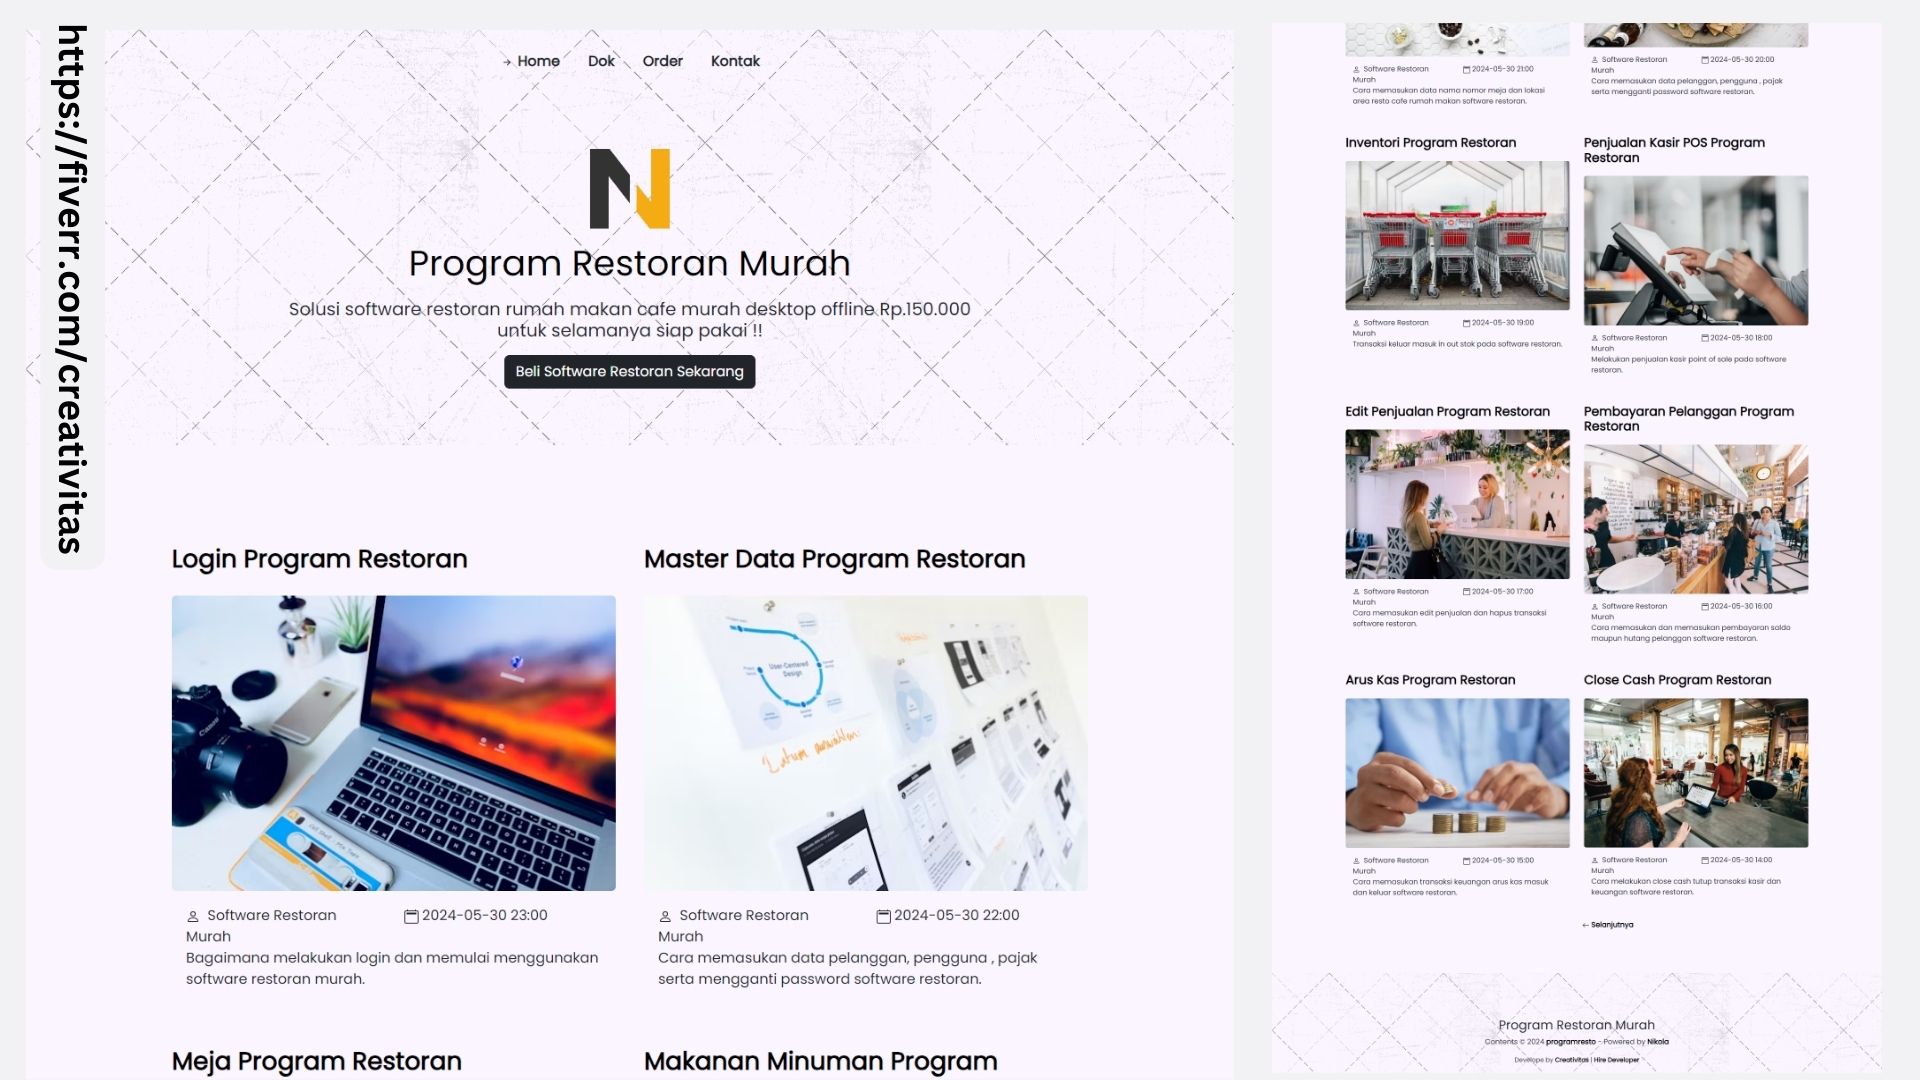 https://fiverr.com/creativitas
Home Dok Order Kontak
Program Restoran Murah
Solusi software restoran rumah makan cafe murah desktop offline Rp.150.000
untuk selamanya siap pakai !!
Beli Software Restoran Sekarang
Login Program Restoran
Software Restoran
Murah
2024-05-30 23:00
Bagaimana melakukan login dan memulai menggunakan
software restoran murah.
Master Data Program Restoran
User-Centered
Design
Software Restoran
Murah
2024-05-30 22:00
Cara memasukan data pelanggan, pengguna , pajak
serta mengganti password software restoran.
Meja Program Restoran
Makanan Minuman Program
Software Restoran
Murah
2024-05-30 21:00
Cara memasukan data nama nomor meja dan lokasi
area resto cafe rumah makan software restoran.
Software Restoran
Murah
2024-05-30 20:00
Cara memasukan data pelanggan, pengguna , pajak
serta mengganti password software restoran.
Inventori Program Restoran
Software Restoran
Murah
2024-05-30 19:00
Transaksi keluar masuk in out stok pada software restoran.
Penjualan Kasir POS Program
Restoran
Software Restoran
Murah
2024-05-30 18:00
Melakukan penjualan kasir point of sale pada software
restoran.
Edit Penjualan Program Restoran
Software Restoran
Murah
2024-05-30 17:00
Cara memasukan edit penjualan dan hapus transaksi
software restoran.
Pembayaran Pelanggan Program
Restoran
Software Restoran
Murah
2024-05-30 16:00
Cara memasukan dan memasukan pembayaran saldo
maupun hutang pelanggan software restoran.
Arus Kas Program Restoran
Software Restoran
Murah
2024-05-30 15:00
Cara memasukan transaksi keuangan arus kas masuk
dan keluar software restoran.
Close Cash Program Restoran
Software Restoran
Murah
2024-05-30 14:00
Cara melakukan close cash tutup transaksi kasir dan
keuangan software restoran.
← Selanjutnya
Program Restoran Murah
Contents © 2024 programresto - Powered by Nikola
Develope by Creativitas | Hire Developer